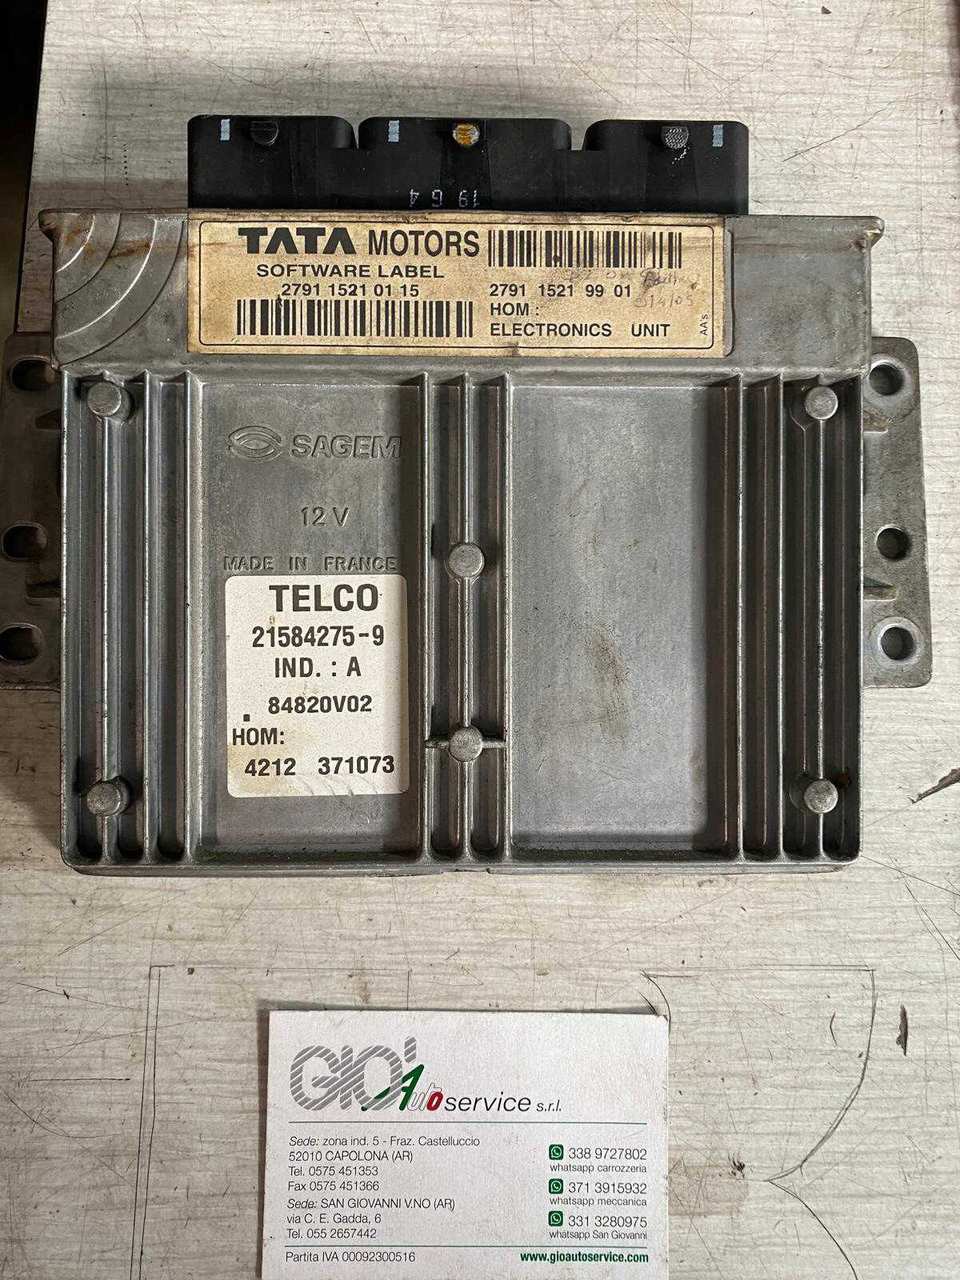 19 G 4
TATA MOTORS
SOFTWARE LABEL
2791 1521 01 15
2791 1521 99 01
HOM :
ELECTRONICS UNIT
AA's
SAGEM
12 V
MADE IN FRANCE
TELCO
21584275-9
IND. : A
84820V02
HOM:
4212 371073
GIO' Auto service s.r.l.
Sede: zona ind. 5 - Fraz. Castelluccio
52010 CAPOLONA (AR)
Tel. 0575 451353
Fax 0575 451366
Sede: SAN GIOVANNI V.NO (AR)
via C. E. Gadda, 6
Tel. 055 2657442
Partita IVA 00092300516
338 9727802
whatsapp carrozzeria
371 3915932
whatsapp meccanica
331 3280975
whatsapp San Giovanni
www.gioautoservice.com